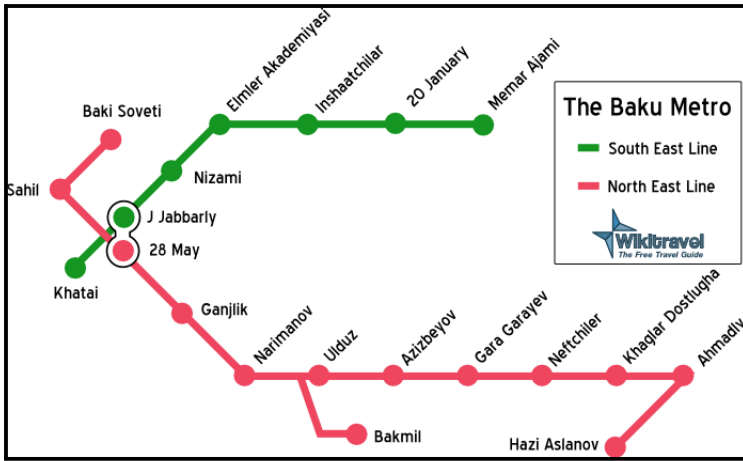 Baki Soveti
Sahil
Khatai
J Jabbarly
28 May
Nizami
Elmler Akademiyasi
Inshaatchilar
20 January
Memar Ajami
Ganjlik
Narimanov
Ulduz
Azizbeyov
Gara Garayev
Neftchiler
Khaglar Dostlugha
Ahmadly
Bakmil
Hazi Aslanov
The Baku Metro
South East Line
North East Line
Wikitravel
The Free Travel Guide